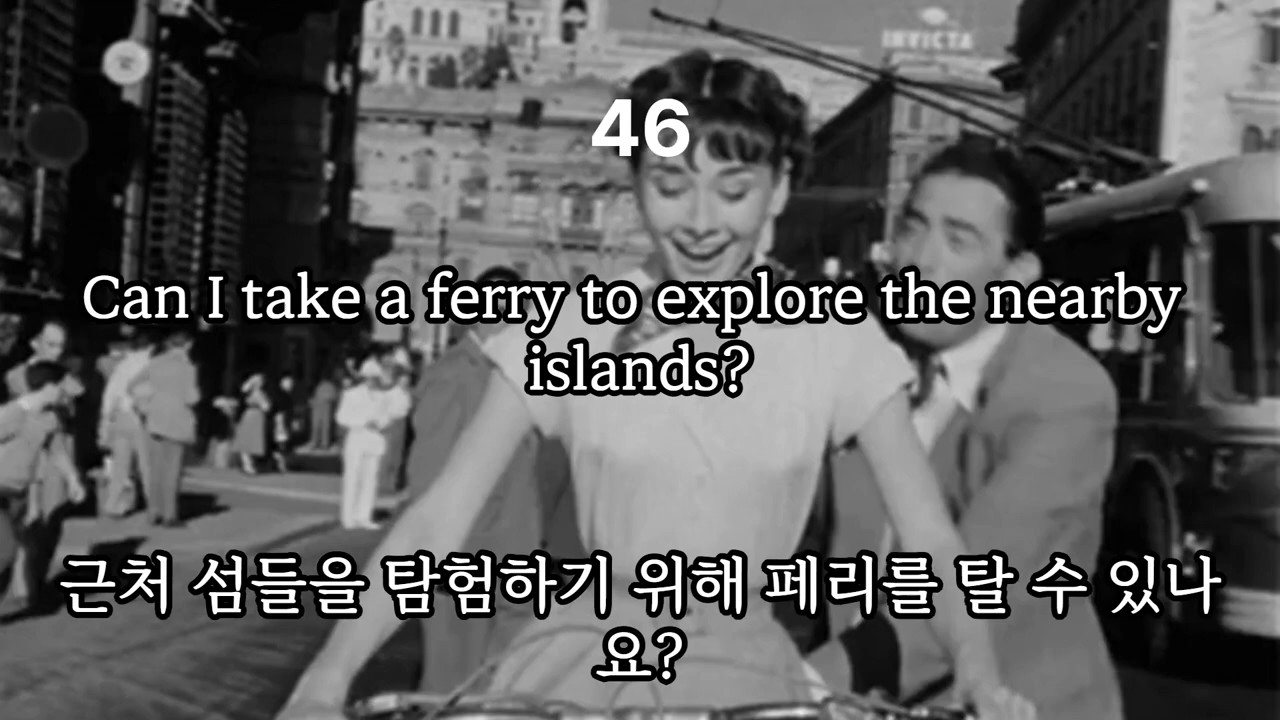 INVICTA
46
Can I take a ferry to explore the nearby
islands?
근처 섬들을 탐험하기 위해 페리를 탈 수 있나
요?